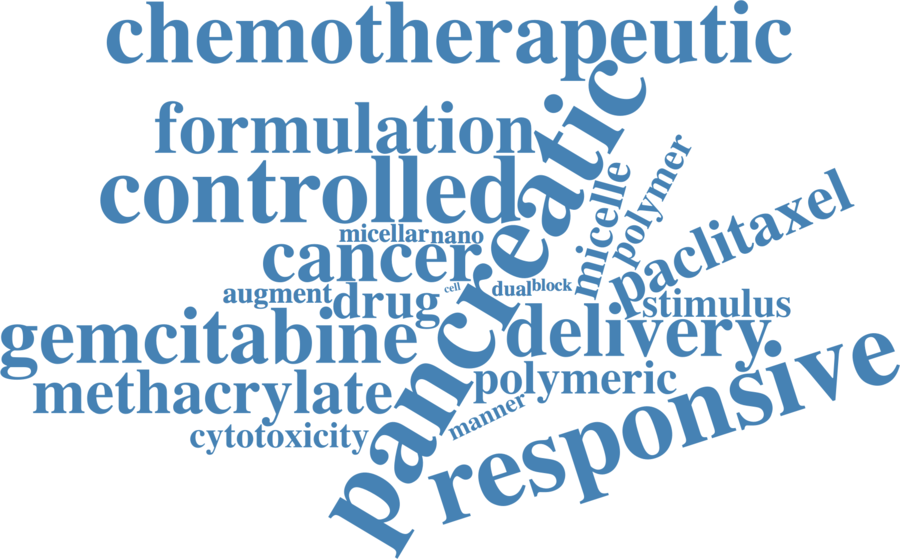 chemotherapeutic
formulation
pancreatic
controlled
micelle
polymer
micellar
nano
cancer
paclitaxel
augment
drug
cell
dual
block
stimulus
gemcitabine
delivery
methacrylate
polymeric
manner
cytotoxicity
responsive